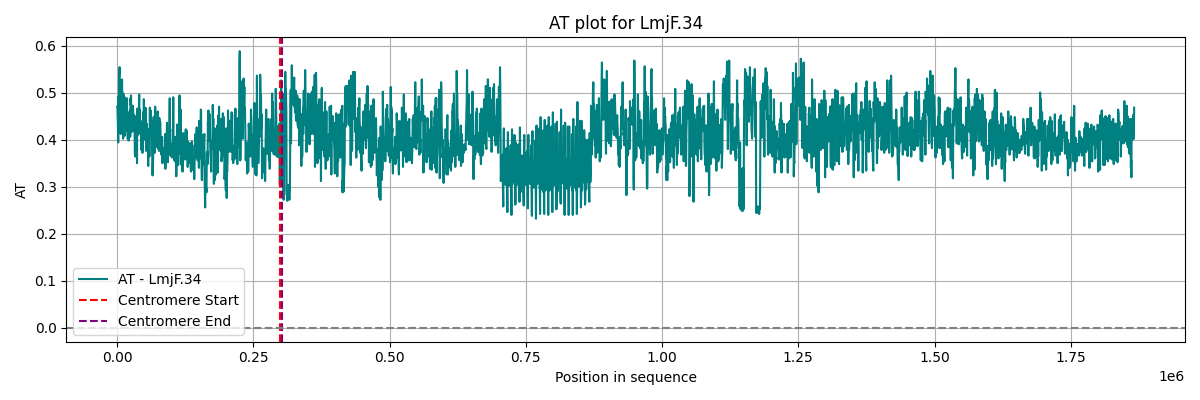 AT plot for LmjF.34
AT
0.6
0.5
0.4
0.3
0.2
0.1
0.0
AT - LmjF.34
Centromere Start
Centromere End
0.00 0.25 0.50 0.75 1.00 1.25 1.50 1.75
1e6
Position in sequence